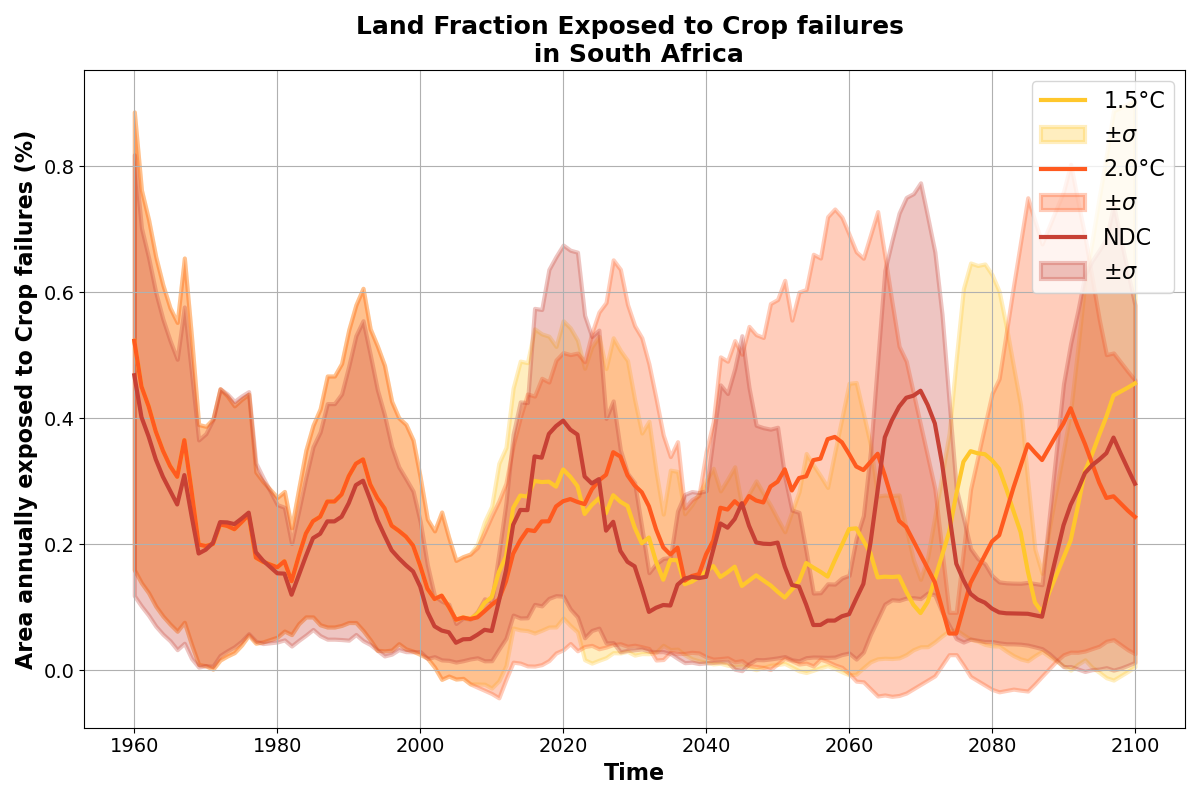 Land Fraction Exposed to Crop failures
in South Africa
Area annually exposed to Crop failures (%)
0.8
0.6
0.4
0.2
0.0
1960 1980 2000 2020 2040 2060 2080 2100
Time
1.5°C
±σ
2.0°C
±σ
NDC
±σ